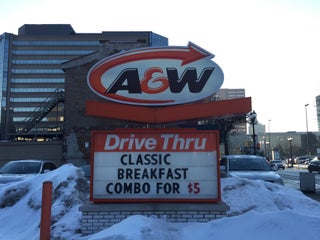 A&W
Drive Thru
CLASSIC
BREAKFAST
COMBO FOR $5